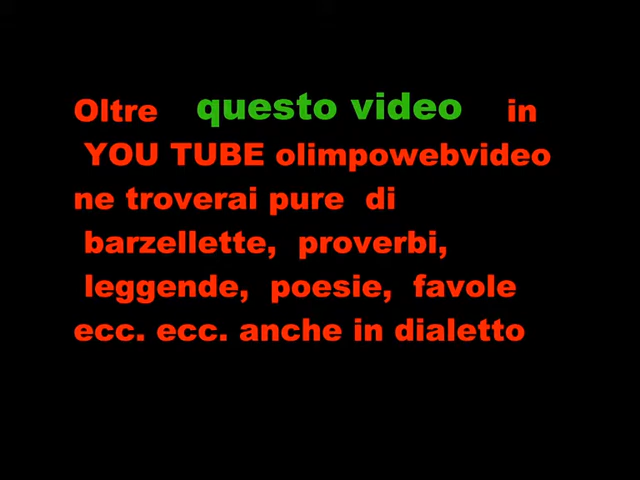 Oltre questo video in
YOU TUBE olimpowebvideo
ne troverai pure di
barzellette, proverbi,
leggende, poesie, favole
ecc. ecc. anche in dialetto